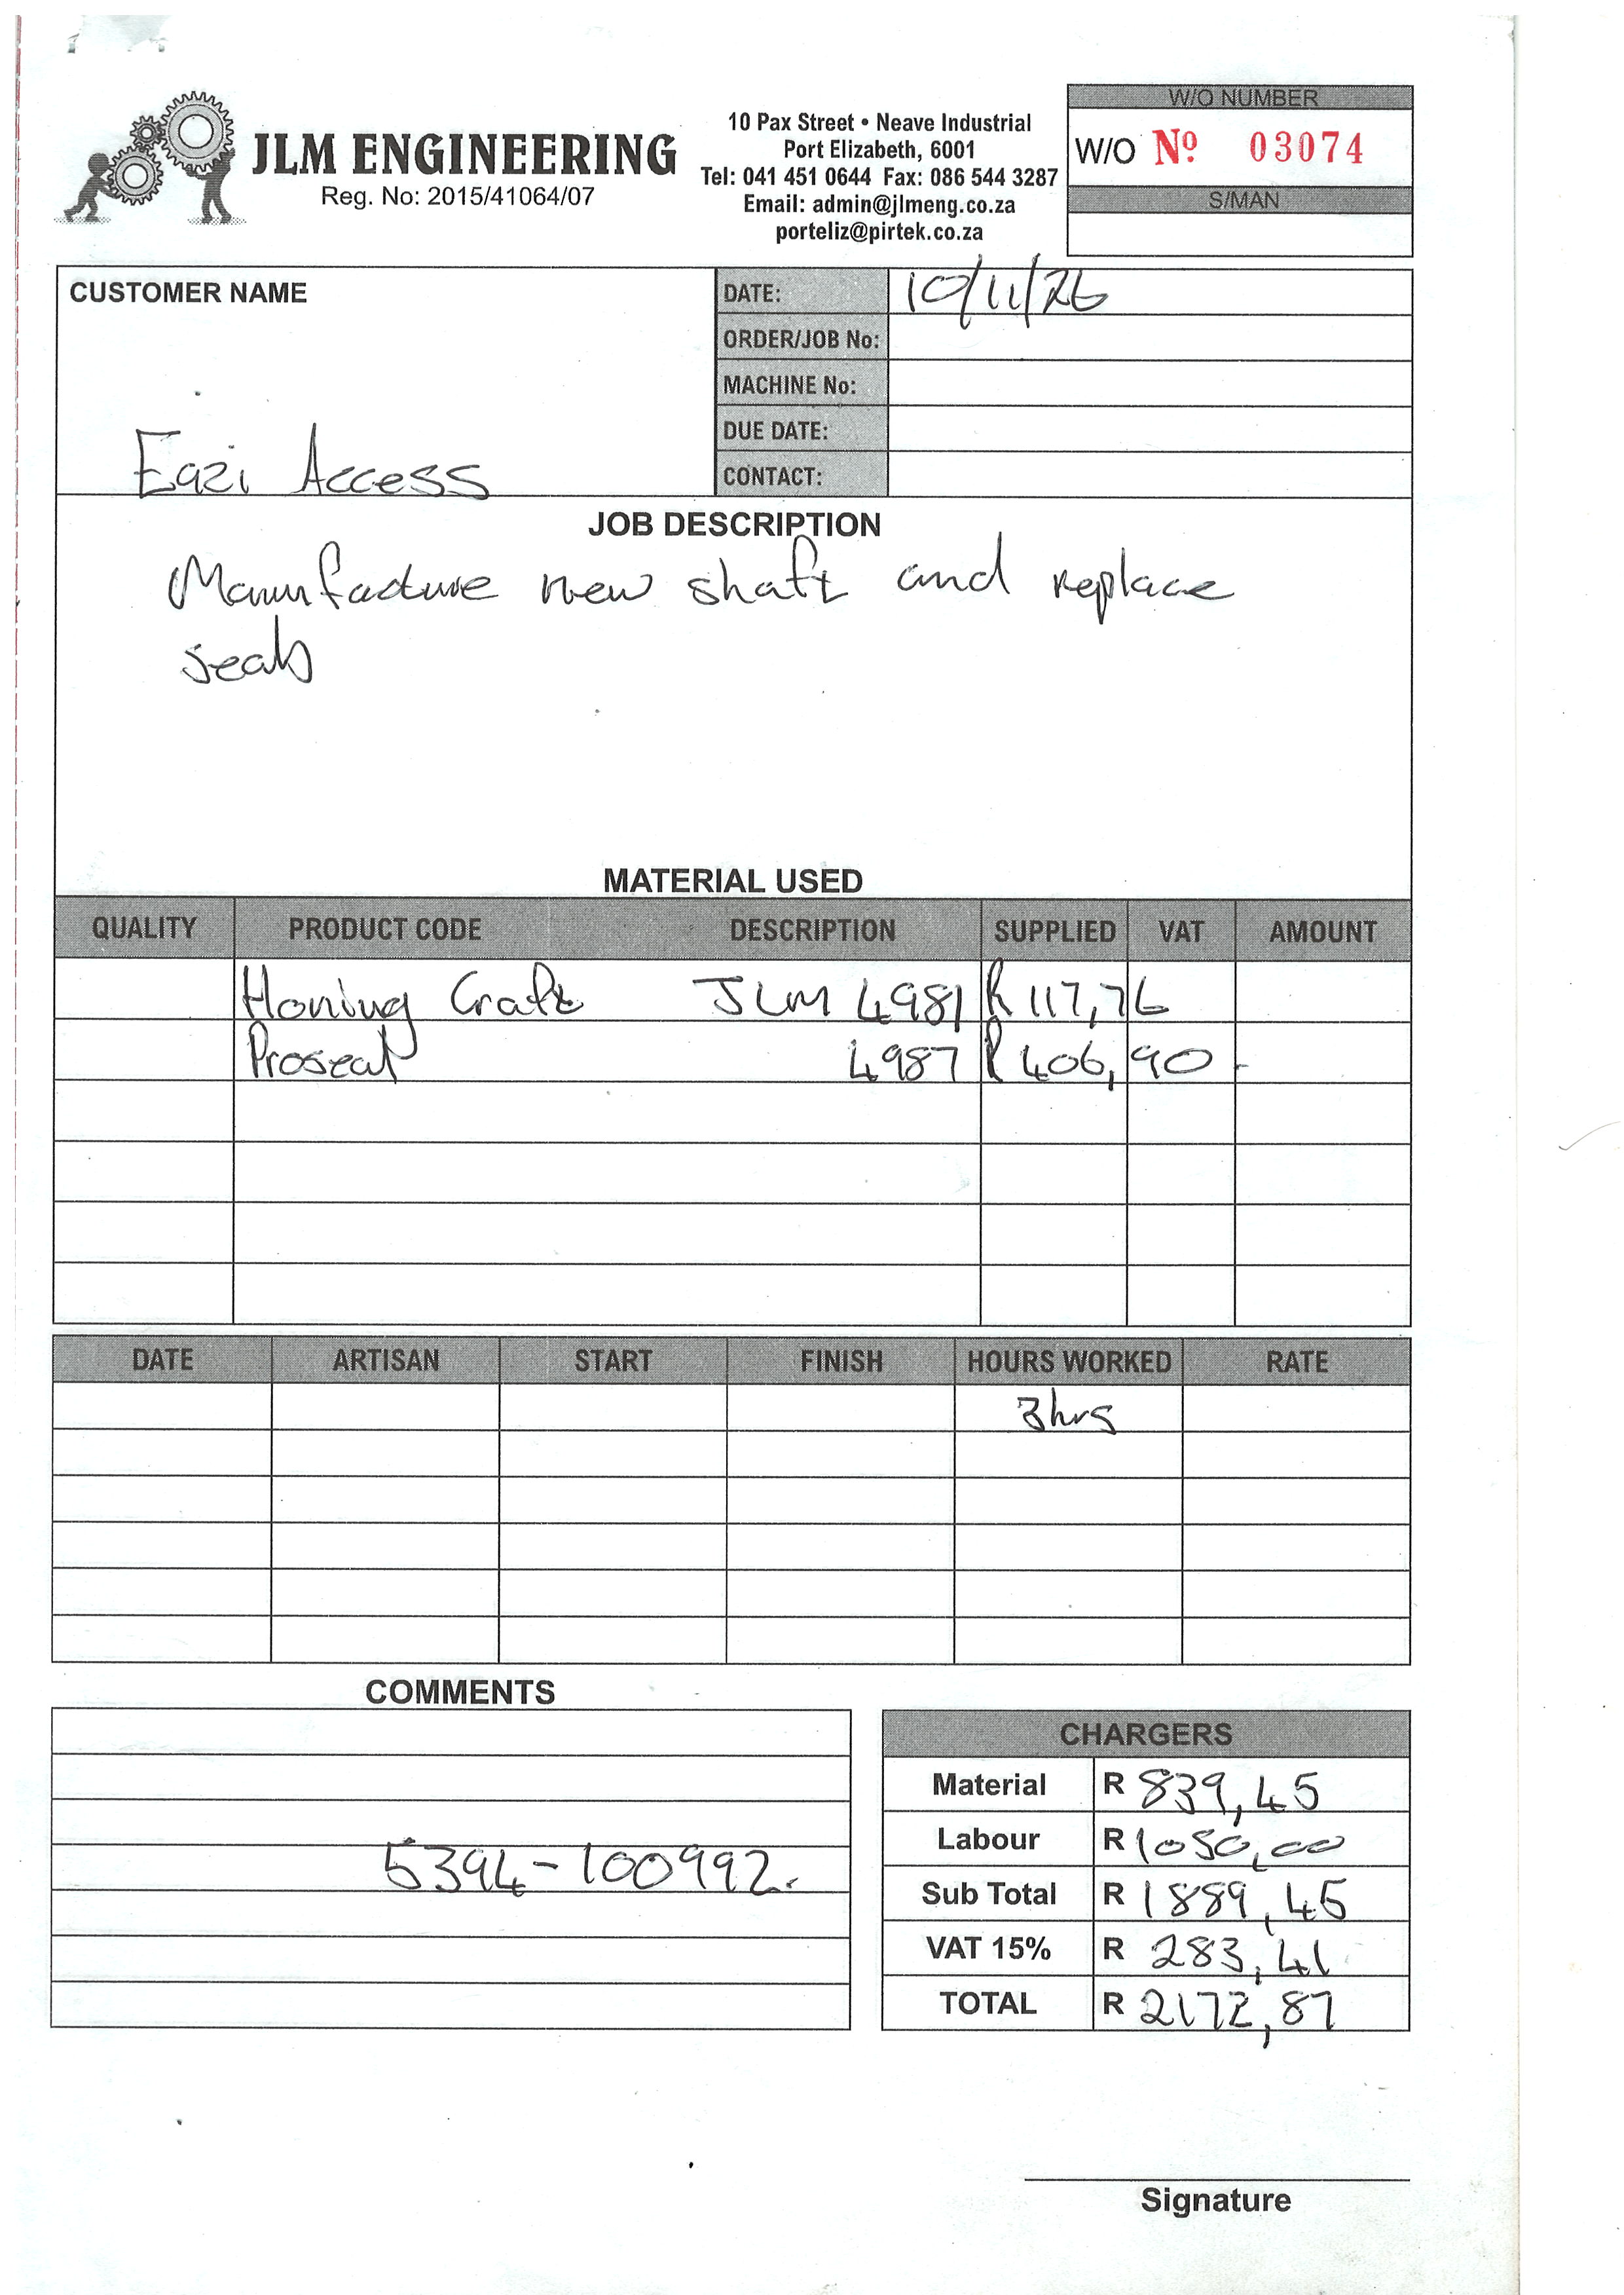 JLM ENGINEERING
Reg. No: 2015/41064/07
10 Pax Street • Neave Industrial
Port Elizabeth, 6001
Tel: 041 451 0644 Fax: 086 544 3287
Email: admin@jlmeng.co.za
porteliz@pirtek.co.za
W/O NUMBER
W/O Nº 03074
S/MAN
CUSTOMER NAME
Eazi Access
DATE: 10/11/26
ORDER/JOB No:
MACHINE No:
DUE DATE:
CONTACT:
JOB DESCRIPTION
Manufacture new shaft and replace
seals
MATERIAL USED
QUALITY PRODUCT CODE DESCRIPTION SUPPLIED VAT AMOUNT
Honing Craft JLM 4981 R 117,76
Proseal 4987 R 406,90
DATE ARTISAN START FINISH HOURS WORKED RATE
3hrs
COMMENTS
5394-100992.
CHARGERS
Material R 839,45
Labour R 1050,00
Sub Total R 1889,45
VAT 15% R 283,41
TOTAL R 2172,87
Signature